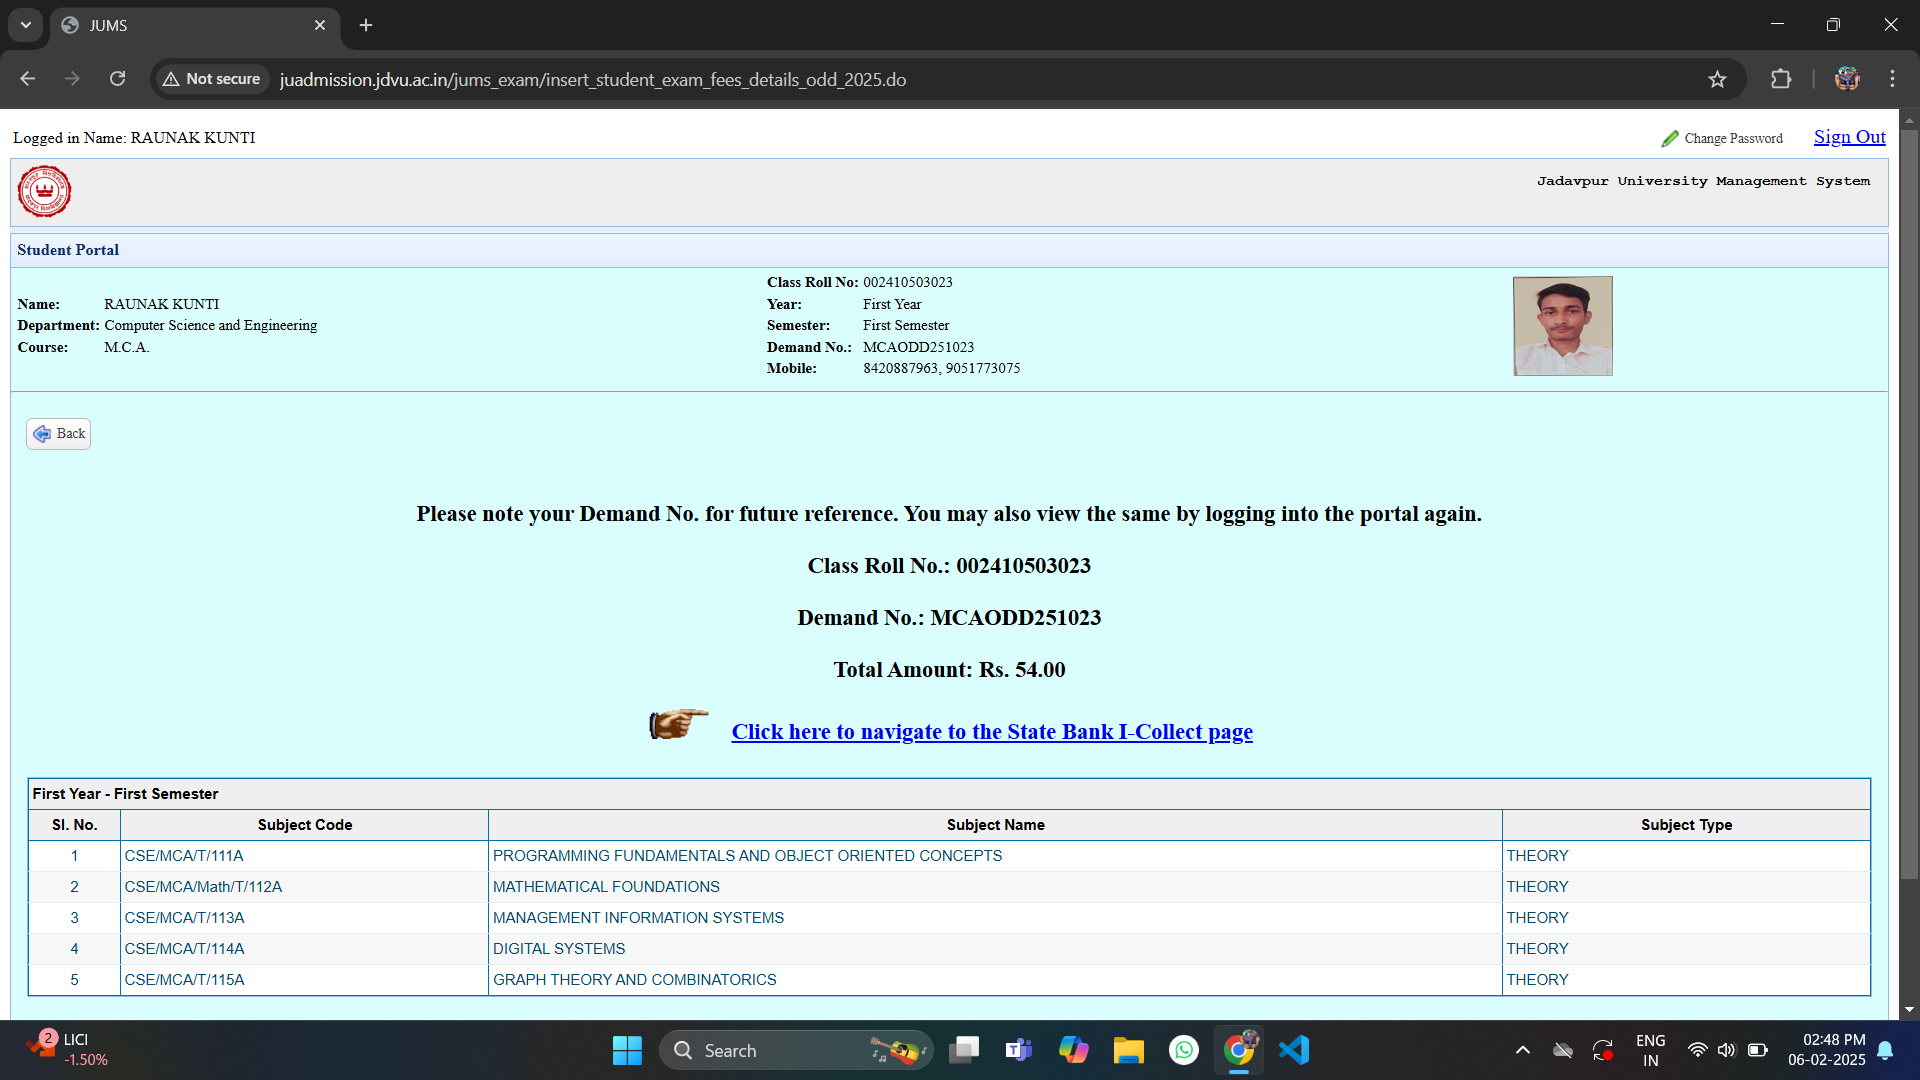 JUMS
Not secure juadmission.jdvu.ac.in/jums_exam/insert_student_exam_fees_details_odd_2025.do
Logged in Name: RAUNAK KUNTI Change Password Sign Out
Jadavpur University Management System
Student Portal
Class Roll No: 002410503023
Name: RAUNAK KUNTI Year: First Year
Department: Computer Science and Engineering Semester: First Semester
Course: M.C.A. Demand No.: MCAODD251023
Mobile: 8420887963, 9051773075
Back
Please note your Demand No. for future reference. You may also view the same by logging into the portal again.
Class Roll No.: 002410503023
Demand No.: MCAODD251023
Total Amount: Rs. 54.00
Click here to navigate to the State Bank I-Collect page
First Year - First Semester
Sl. No. Subject Code Subject Name Subject Type
1 CSE/MCA/T/111A PROGRAMMING FUNDAMENTALS AND OBJECT ORIENTED CONCEPTS THEORY
2 CSE/MCA/Math/T/112A MATHEMATICAL FOUNDATIONS THEORY
3 CSE/MCA/T/113A MANAGEMENT INFORMATION SYSTEMS THEORY
4 CSE/MCA/T/114A DIGITAL SYSTEMS THEORY
5 CSE/MCA/T/115A GRAPH THEORY AND COMBINATORICS THEORY
2 LICI Search ENG 02:48 PM
-1.50% IN 06-02-2025